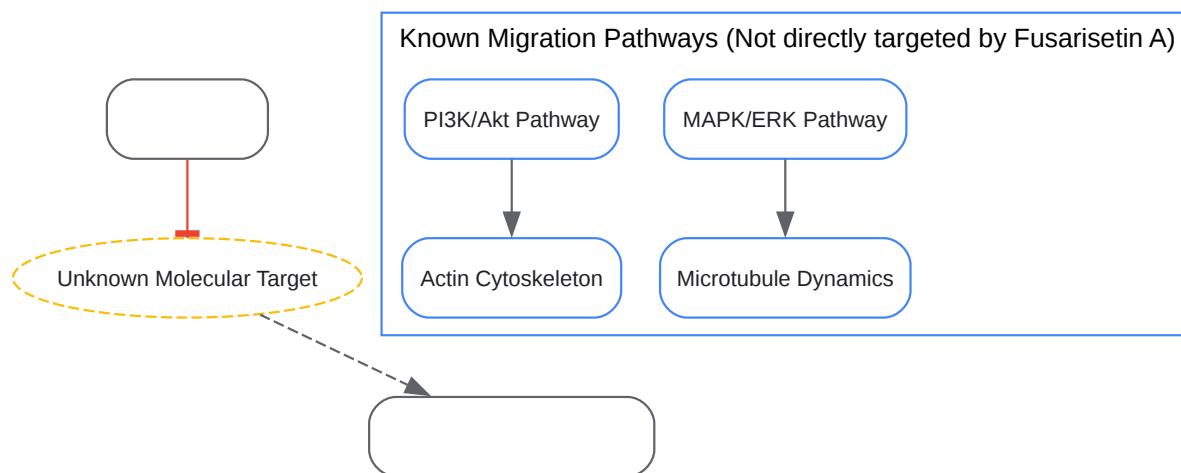 Known Migration Pathways (Not directly targeted by Fusarisetin A)
PI3K/Akt Pathway
MAPK/ERK Pathway
Unknown Molecular Target
Actin Cytoskeleton
Microtubule Dynamics